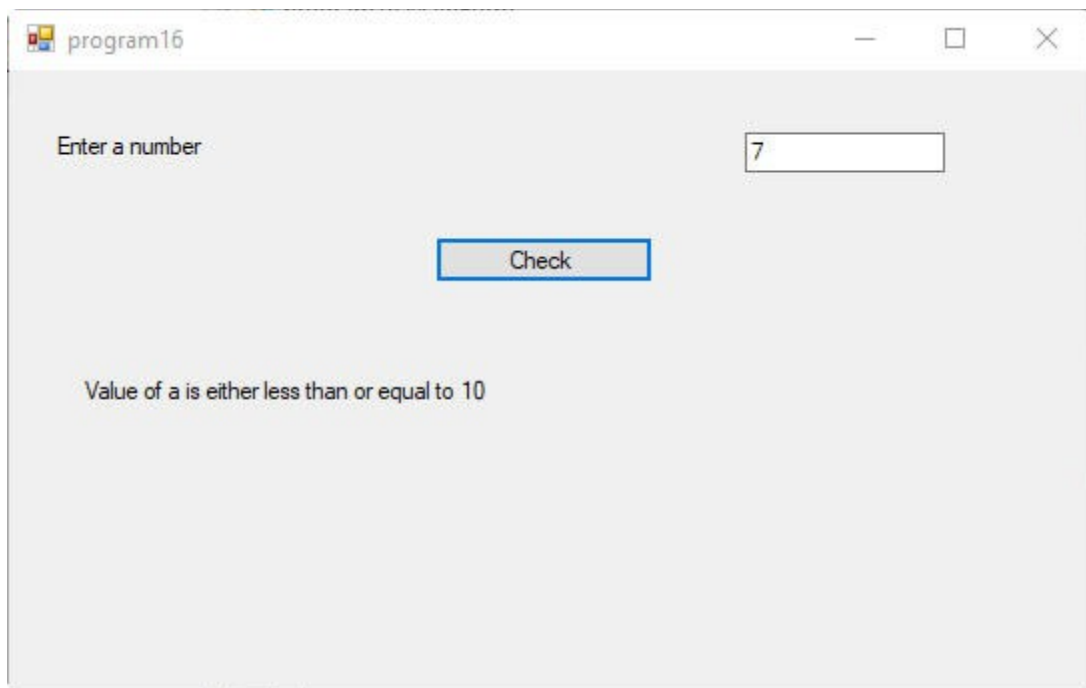 program16
Enter a number
7
Check
Value of a is either less than or equal to 10